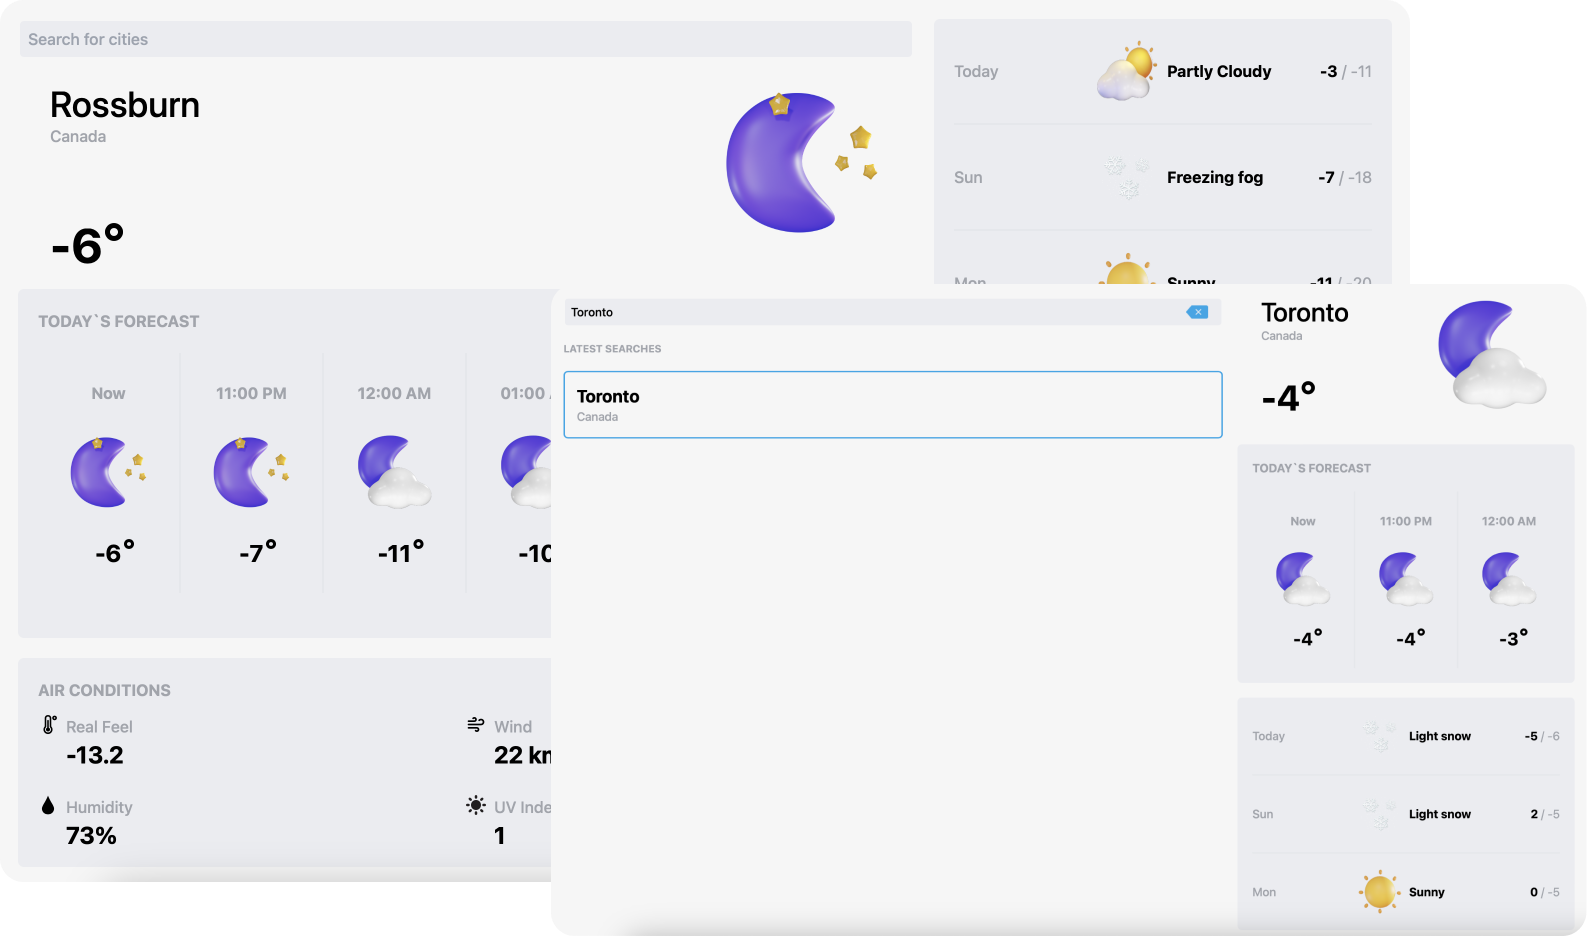 Search for cities
Rossburn
Canada
-6°
Today Partly Cloudy -3 / -11
Sun Freezing fog -7 / -18
Mon Sunny -11 / -20
TODAY`S FORECAST
Now 11:00 PM 12:00 AM 01:00
-6° -7° -11° -10
AIR CONDITIONS
Real Feel
-13.2
Wind
22
Humidity
73%
UV
1
Toronto
LATEST SEARCHES
Toronto
Canada
Toronto
Canada
-4°
TODAY`S FORECAST
Now 11:00 PM 12:00 AM
-4° -4° -3°
Today Light snow -5 / -6
Sun Light snow 2 / -5
Mon Sunny 0 / -5